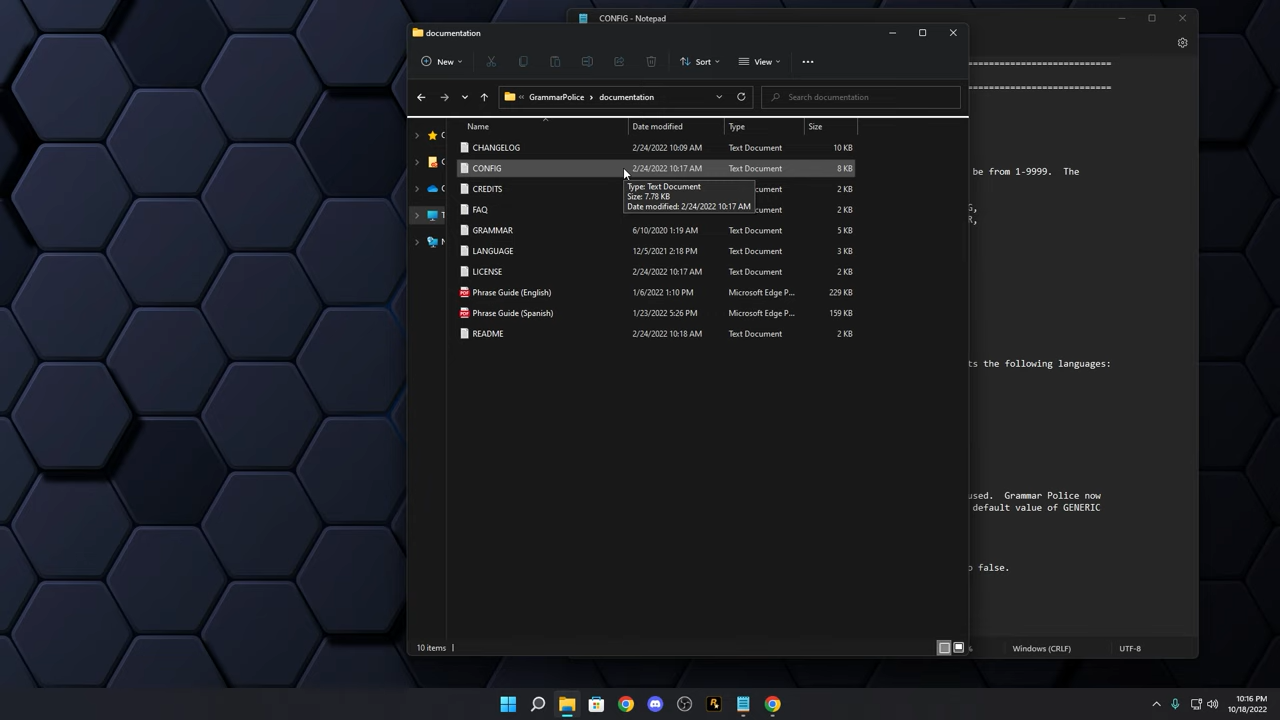 CONFIG - Notepad
documentation
New
Sort
View
GrammarPolice
documentation
Search documentation
Name
Date modified
Type
Size
CHANGELOG
2/24/2022 10:09 AM
Text Document
10 KB
CONFIG
2/24/2022 10:17 AM
Text Document
8 KB
be from 1-9999. The
Type: Text Document
Size: 7.78 KB
Date modified: 2/24/2022 10:17 AM
CREDITS
ocument
2 KB
G,
R,
FAQ
ocument
2 KB
GRAMMAR
6/10/2020 1:19 AM
Text Document
5 KB
LANGUAGE
12/5/2021 2:18 PM
Text Document
3 KB
LICENSE
2/24/2022 10:17 AM
Text Document
2 KB
Phrase Guide (English)
1/6/2022 1:10 PM
Microsoft Edge P...
229 KB
Phrase Guide (Spanish)
1/23/2022 5:26 PM
Microsoft Edge P...
159 KB
README
2/24/2022 10:18 AM
Text Document
2 KB
ts the following languages:
used. Grammar Police now
default value of GENERIC
o false.
10 items
%
Windows (CRLF)
UTF-8
10:16 PM
10/18/2022